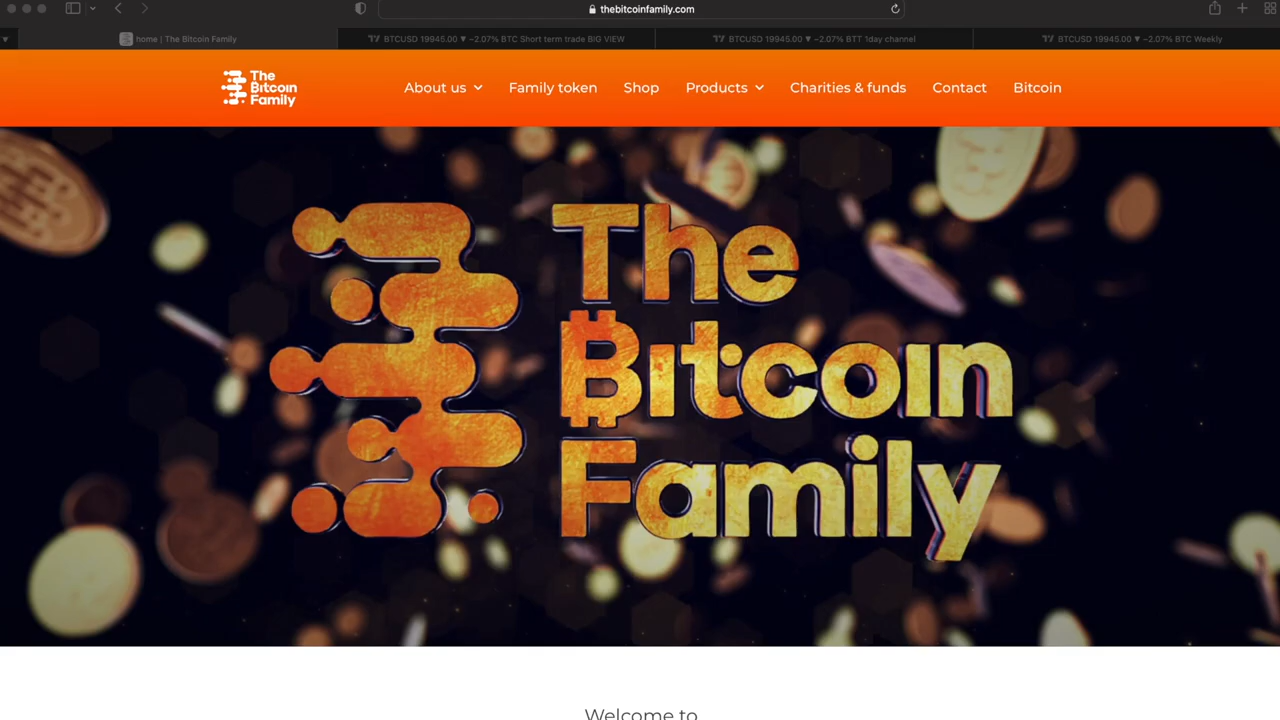 thebitcoinfamily.com
home | The Bitcoin Family
BTCUSD 19945.00 ▼ −2.07% BTC Short term trade BIG VIEW
BTCUSD 19945.00 ▼ −2.07% BTT 1day channel
BTCUSD 19945.00 ▼ −2.07% BTC Weekly
The
Bitcoin
Family
About us
Family token
Shop
Products
Charities & funds
Contact
Bitcoin
The
Bitcoin
Family
Welcome to